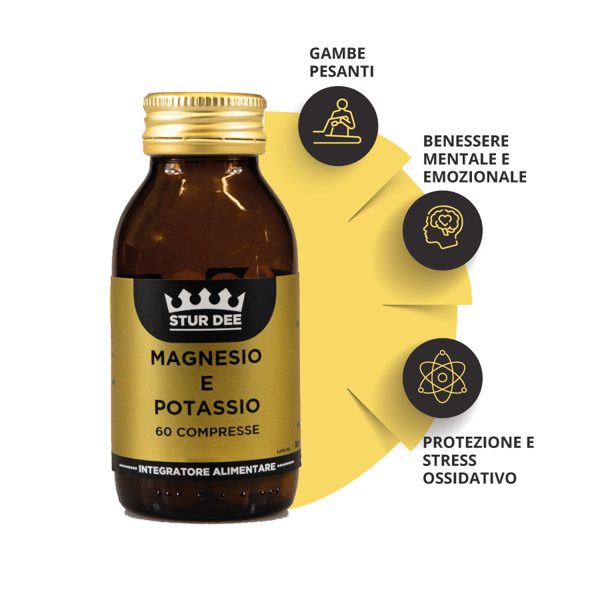 GAMBE
PESANTI
BENESSERE
MENTALE E
EMOZIONALE
STUR DEE
MAGNESIO
E
POTASSIO
60 COMPRESSE
INTEGRATORE ALIMENTARE
PROTEZIONE E
STRESS
OSSIDATIVO